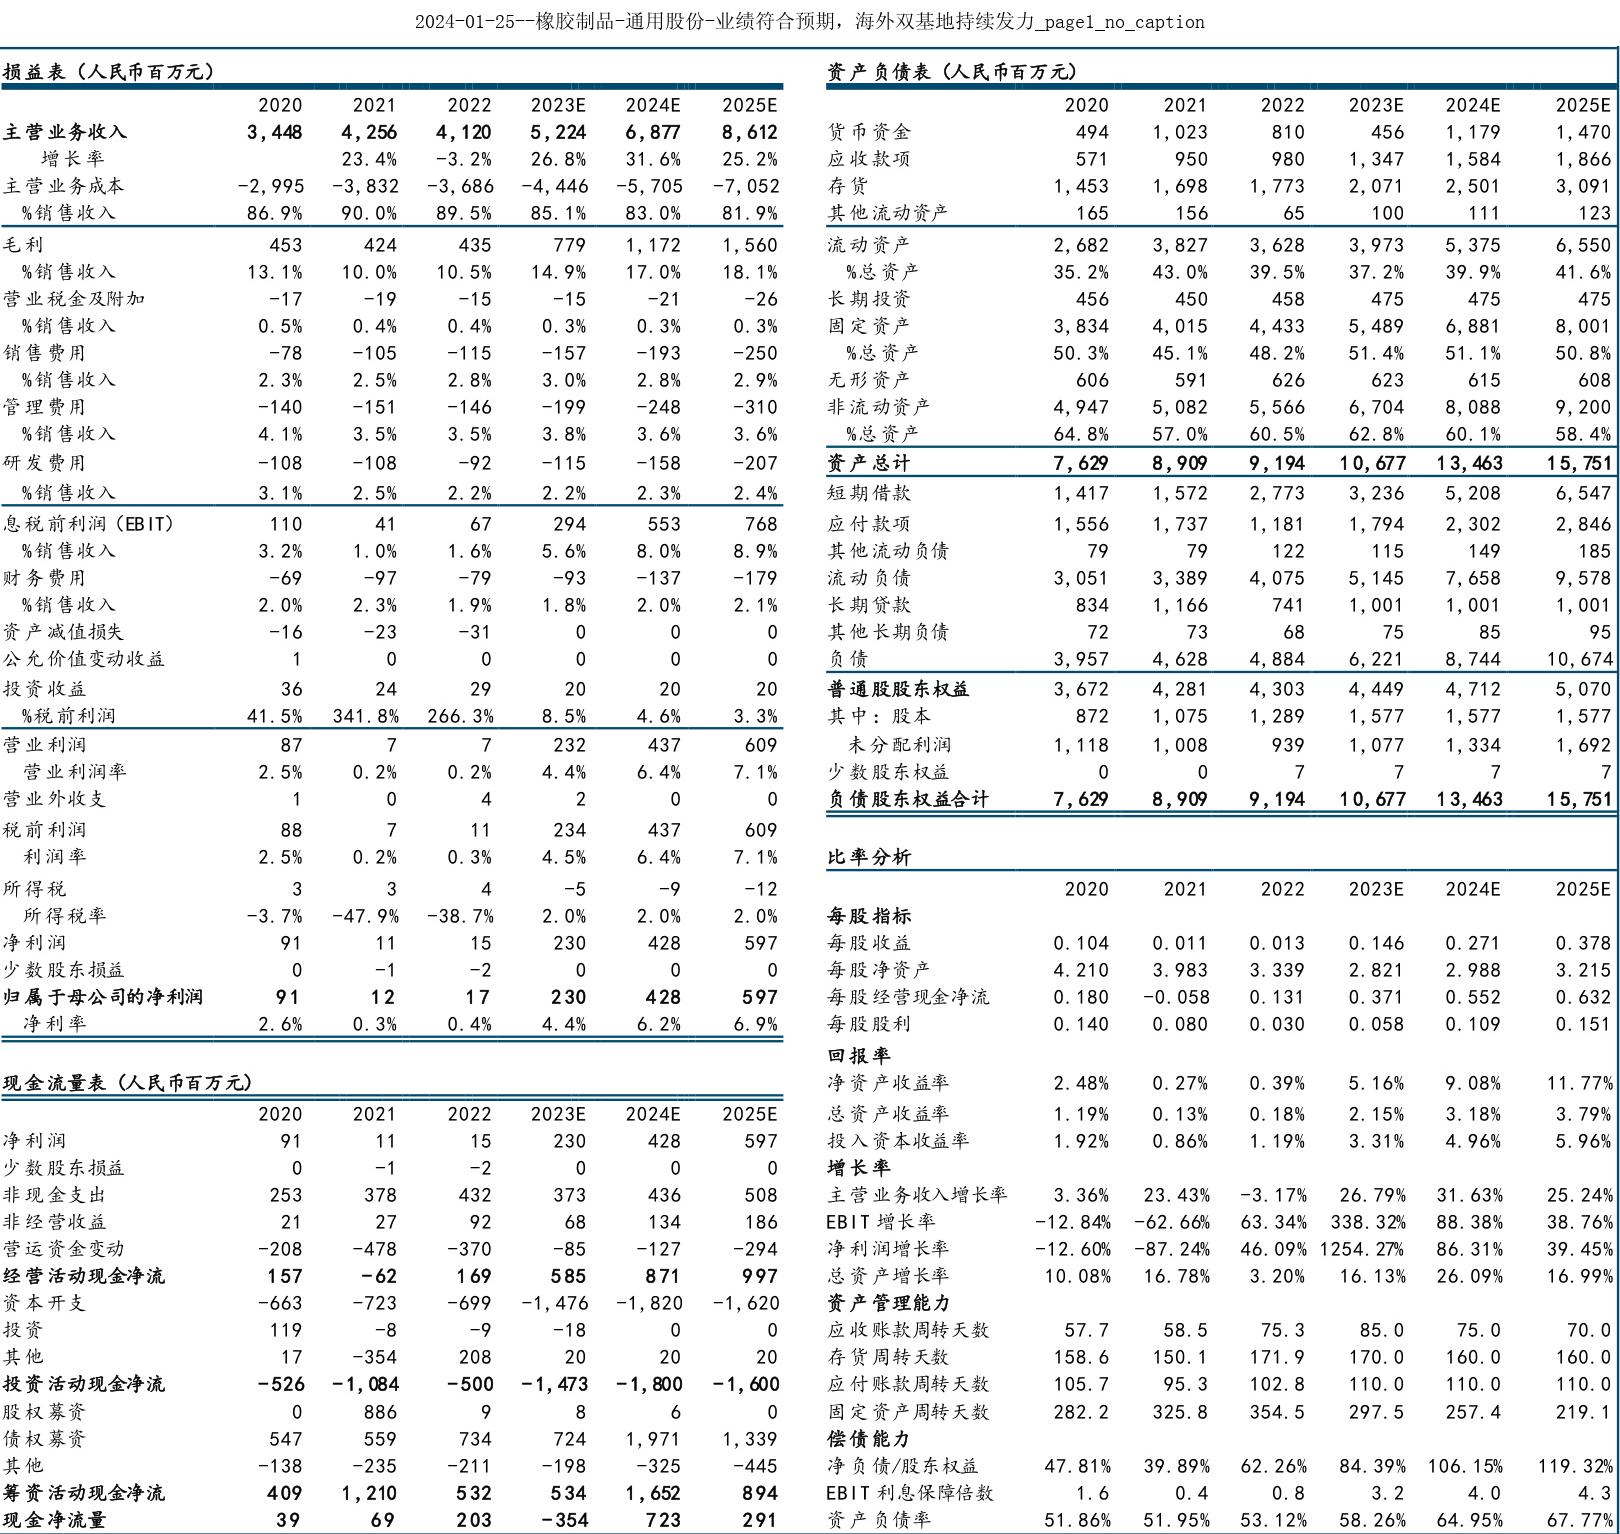 2024-01-25--橡胶制品-通用股份-业绩符合预期，海外双基地持续发力_page1_no_caption
损益表（人民币百万元）
2020 2021 2022 2023E 2024E 2025E
主营业务收入 3,448 4,256 4,120 5,224 6,877 8,612
增长率 23.4% -3.2% 26.8% 31.6% 25.2%
主营业务成本 -2,995 -3,832 -3,686 -4,446 -5,705 -7,052
%销售收入 86.9% 90.0% 89.5% 85.1% 83.0% 81.9%
毛利 453 424 435 779 1,172 1,560
%销售收入 13.1% 10.0% 10.5% 14.9% 17.0% 18.1%
营业税金及附加 -17 -19 -15 -15 -21 -26
%销售收入 0.5% 0.4% 0.4% 0.3% 0.3% 0.3%
销售费用 -78 -105 -115 -157 -193 -250
%销售收入 2.3% 2.5% 2.8% 3.0% 2.8% 2.9%
管理费用 -140 -151 -146 -199 -248 -310
%销售收入 4.1% 3.5% 3.5% 3.8% 3.6% 3.6%
研发费用 -108 -108 -92 -115 -158 -207
%销售收入 3.1% 2.5% 2.2% 2.2% 2.3% 2.4%
息税前利润（EBIT） 110 41 67 294 553 768
%销售收入 3.2% 1.0% 1.6% 5.6% 8.0% 8.9%
财务费用 -69 -97 -79 -93 -137 -179
%销售收入 2.0% 2.3% 1.9% 1.8% 2.0% 2.1%
资产减值损失 -16 -23 -31 0 0 0
公允价值变动收益 1 0 0 0 0 0
投资收益 36 24 29 20 20 20
%税前利润 41.5% 341.8% 266.3% 8.5% 4.6% 3.3%
营业利润 87 7 7 232 437 609
营业利润率 2.5% 0.2% 0.2% 4.4% 6.4% 7.1%
营业外收支 1 0 4 2 0 0
税前利润 88 7 11 234 437 609
利润率 2.5% 0.2% 0.3% 4.5% 6.4% 7.1%
所得税 3 3 4 -5 -9 -12
所得税率 -3.7% -47.9% -38.7% 2.0% 2.0% 2.0%
净利润 91 11 15 230 428 597
少数股东损益 0 -1 -2 0 0 0
归属于母公司的净利润 91 12 17 230 428 597
净利率 2.6% 0.3% 0.4% 4.4% 6.2% 6.9%
现金流量表（人民币百万元）
2020 2021 2022 2023E 2024E 2025E
净利润 91 11 15 230 428 597
少数股东损益 0 -1 -2 0 0 0
非现金支出 253 378 432 373 436 508
非经营收益 21 27 92 68 134 186
营运资金变动 -208 -478 -370 -85 -127 -294
经营活动现金净流 157 -62 169 585 871 997
资本开支 -663 -723 -699 -1,476 -1,820 -1,620
投资 119 -8 -9 -18 0 0
其他 17 -354 208 20 20 20
投资活动现金净流 -526 -1,084 -500 -1,473 -1,800 -1,600
股权募资 0 886 9 8 6 0
债权募资 547 559 734 724 1,971 1,339
其他 -138 -235 -211 -198 -325 -445
筹资活动现金净流 409 1,210 532 534 1,652 894
现金净流量 39 69 203 -354 723 291
资产负债表（人民币百万元）
2020 2021 2022 2023E 2024E 2025E
货币资金 494 1,023 810 456 1,179 1,470
应收款项 571 950 980 1,347 1,584 1,866
存货 1,453 1,698 1,773 2,071 2,501 3,091
其他流动资产 165 156 65 100 111 123
流动资产 2,682 3,827 3,628 3,973 5,375 6,550
%总资产 35.2% 43.0% 39.5% 37.2% 39.9% 41.6%
长期投资 456 450 458 475 475 475
固定资产 3,834 4,015 4,433 5,489 6,881 8,001
%总资产 50.3% 45.1% 48.2% 51.4% 51.1% 50.8%
无形资产 606 591 626 623 615 608
非流动资产 4,947 5,082 5,566 6,704 8,088 9,200
%总资产 64.8% 57.0% 60.5% 62.8% 60.1% 58.4%
资产总计 7,629 8,909 9,194 10,677 13,463 15,751
短期借款 1,417 1,572 2,773 3,236 5,208 6,547
应付款项 1,556 1,737 1,181 1,794 2,302 2,846
其他流动负债 79 79 122 115 149 185
流动负债 3,051 3,389 4,075 5,145 7,658 9,578
长期贷款 834 1,166 741 1,001 1,001 1,001
其他长期负债 72 73 68 75 85 95
负债 3,957 4,628 4,884 6,221 8,744 10,674
普通股股东权益 3,672 4,281 4,303 4,449 4,712 5,070
其中：股本 872 1,075 1,289 1,577 1,577 1,577
未分配利润 1,118 1,008 939 1,077 1,334 1,692
少数股东权益 0 0 7 7 7 7
负债股东权益合计 7,629 8,909 9,194 10,677 13,463 15,751
比率分析
2020 2021 2022 2023E 2024E 2025E
每股指标
每股收益 0.104 0.011 0.013 0.146 0.271 0.378
每股净资产 4.210 3.983 3.339 2.821 2.988 3.215
每股经营现金净流 0.180 -0.058 0.131 0.371 0.552 0.632
每股股利 0.140 0.080 0.030 0.058 0.109 0.151
回报率
净资产收益率 2.48% 0.27% 0.39% 5.16% 9.08% 11.77%
总资产收益率 1.19% 0.13% 0.18% 2.15% 3.18% 3.79%
投入资本收益率 1.92% 0.86% 1.19% 3.31% 4.96% 5.96%
增长率
主营业务收入增长率 3.36% 23.43% -3.17% 26.79% 31.63% 25.24%
EBIT增长率 -12.84% -62.66% 63.34% 338.32% 88.38% 38.76%
净利润增长率 -12.60% -87.24% 46.09% 1254.27% 86.31% 39.45%
总资产增长率 10.08% 16.78% 3.20% 16.13% 26.09% 16.99%
资产管理能力
应收账款周转天数 57.7 58.5 75.3 85.0 75.0 70.0
存货周转天数 158.6 150.1 171.9 170.0 160.0 160.0
应付账款周转天数 105.7 95.3 102.8 110.0 110.0 110.0
固定资产周转天数 282.2 325.8 354.5 297.5 257.4 219.1
偿债能力
净负债/股东权益 47.81% 39.89% 62.26% 84.39% 106.15% 119.32%
EBIT利息保障倍数 1.6 0.4 0.8 3.2 4.0 4.3
资产负债率 51.86% 51.95% 53.12% 58.26% 64.95% 67.77%